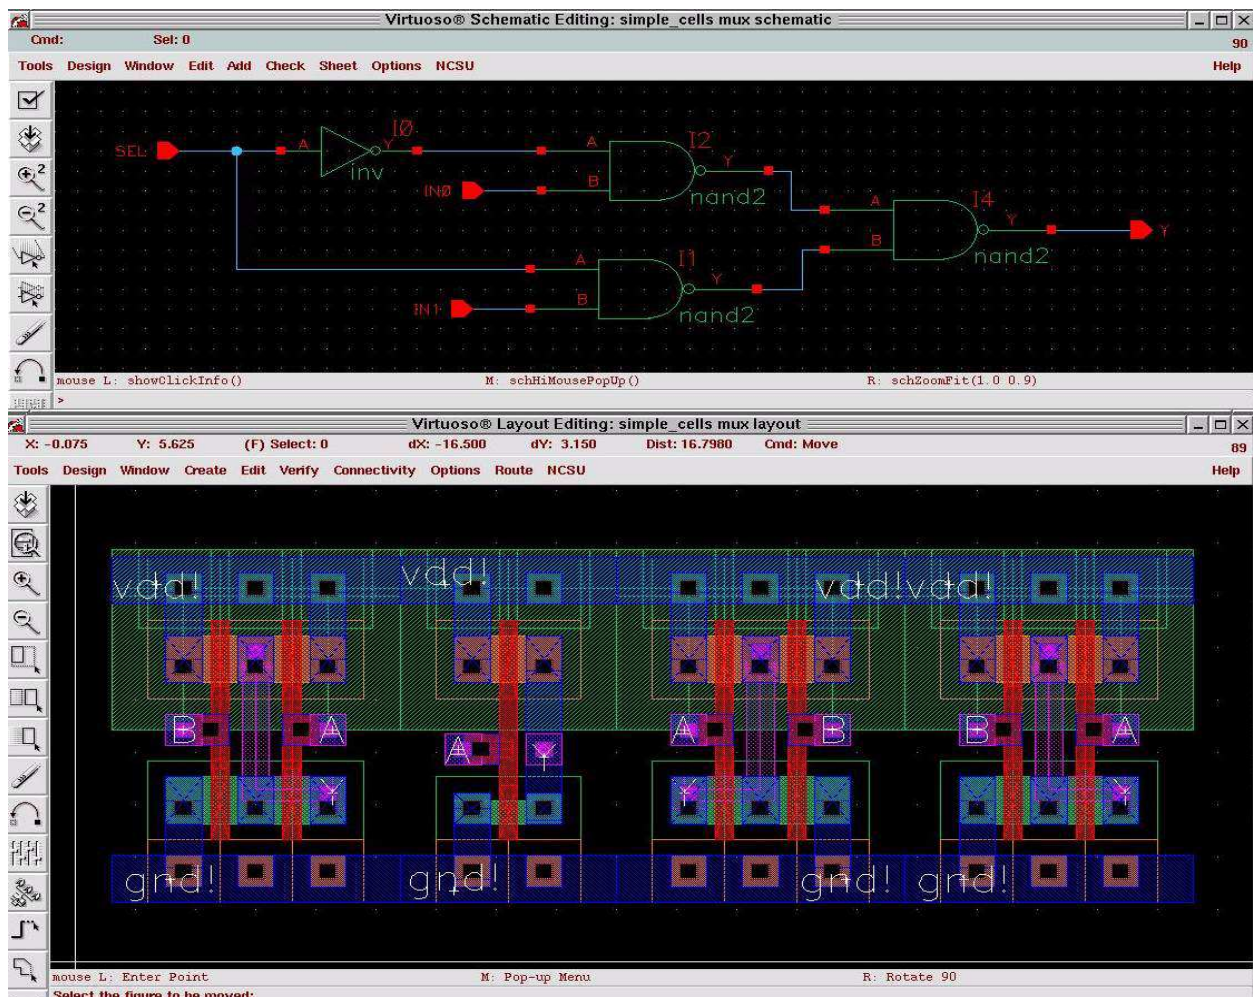 Virtuoso® Schematic Editing: simple_cells mux schematic
Cmd: Sel: 0 90
Tools Design Window Edit Add Check Sheet Options NCSU Help
I0 I2
SEL A Y A Y
inv
IN0 B nand2
A I4 Y Y
B nand2
A I1 Y
IN1 B nand2
mouse L: showClickInfo() M: schHiMousePopUp() R: schZoomFit(1.0 0.9)
>
Virtuoso® Layout Editing: simple_cells mux layout
X: -0.075 Y: 5.625 (F) Select: 0 dX: -16.500 dY: 3.150 Dist: 16.7980 Cmd: Move 89
Tools Design Window Create Edit Verify Connectivity Options Route NCSU Help
vdd! vdd! vdd! vdd!
B A A Y A B B A
Y Y Y
gnd! gnd! gnd! gnd!
mouse L: Enter Point M: Pop-up Menu R: Rotate 90
Select the figure to be moved: